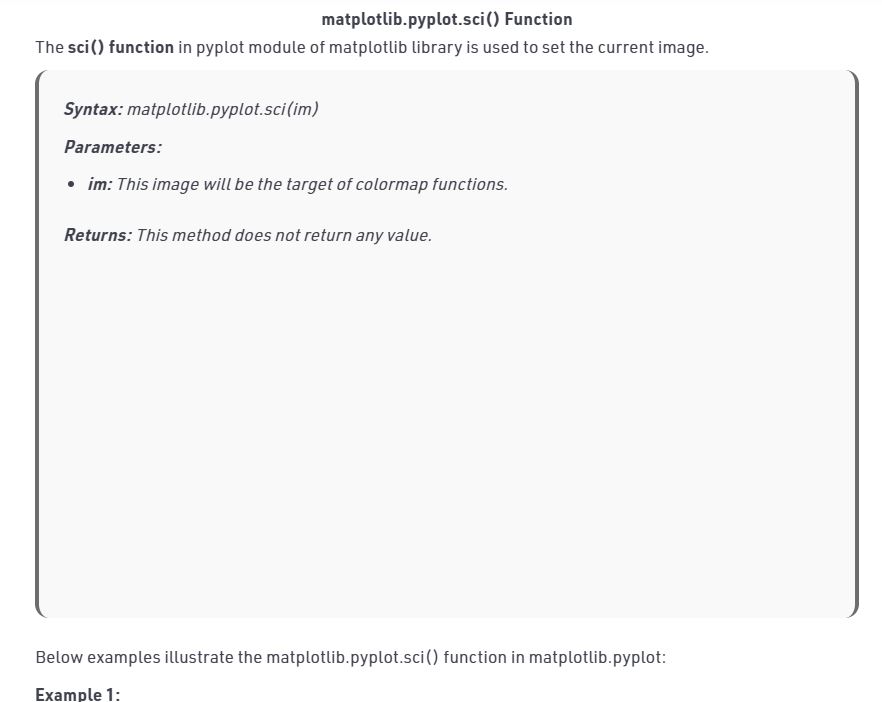 matplotlib.pyplot.sci() Function
The sci() function in pyplot module of matplotlib library is used to set the current image.
Syntax: matplotlib.pyplot.sci(im)
Parameters:
• im: This image will be the target of colormap functions.
Returns: This method does not return any value.
Below examples illustrate the matplotlib.pyplot.sci() function in matplotlib.pyplot:
Example 1: